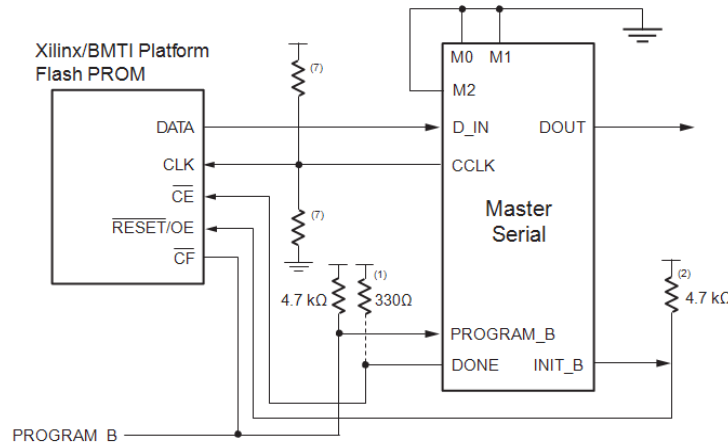 Xilinx/BMTI Platform
Flash PROM
DATA
CLK
CE
RESET/OE
CF
(7)
(7)
M0 M1
M2
D_IN
DOUT
CCLK
Master
Serial
(1)
4.7 kΩ
330Ω
(2)
4.7 kΩ
PROGRAM_B
DONE
INIT_B
PROGRAM_B